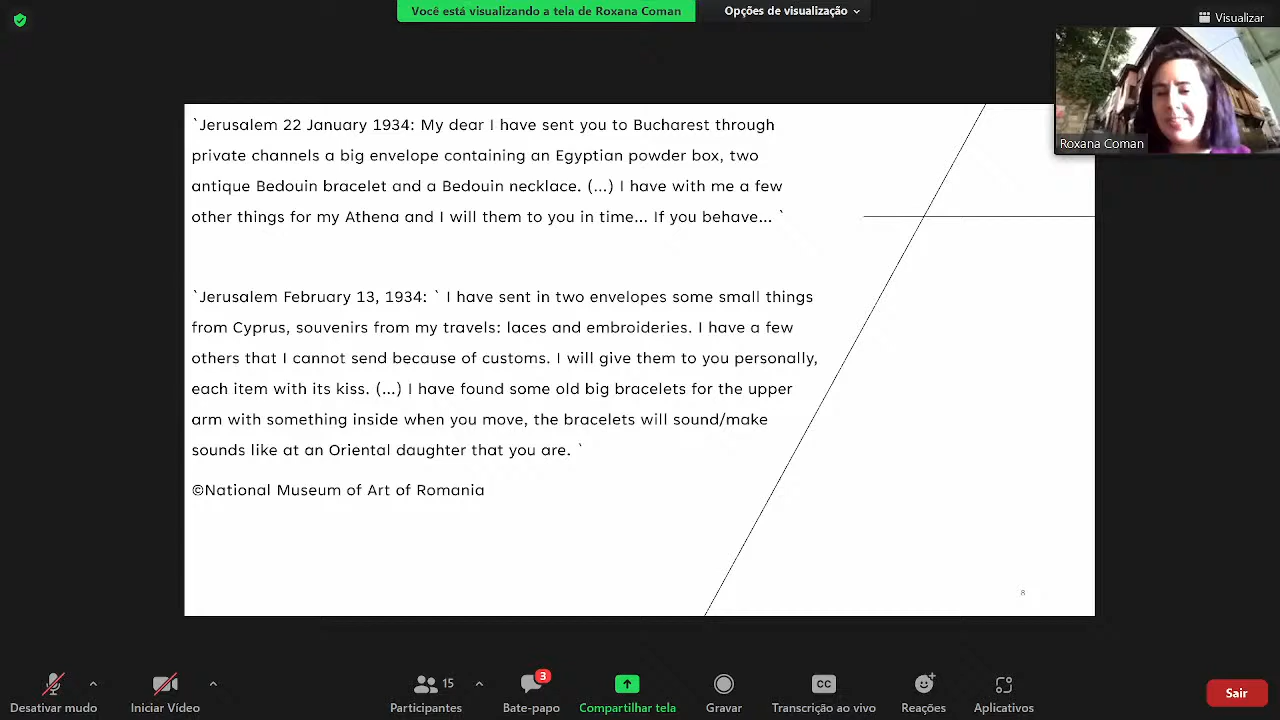 Você está visualizando a tela de Roxana Coman
Opções de visualização
Visualizar
Roxana Coman
`Jerusalem 22 January 1934: My dear I have sent you to Bucharest through
private channels a big envelope containing an Egyptian powder box, two
antique Bedouin bracelet and a Bedouin necklace. (...) I have with me a few
other things for my Athena and I will them to you in time... If you behave... `
`Jerusalem February 13, 1934: ` I have sent in two envelopes some small things
from Cyprus, souvenirs from my travels: laces and embroideries. I have a few
others that I cannot send because of customs. I will give them to you personally,
each item with its kiss. (...) I have found some old big bracelets for the upper
arm with something inside when you move, the bracelets will sound/make
sounds like at an Oriental daughter that you are. `
©National Museum of Art of Romania
8
Desativar mudo
Iniciar Vídeo
15
Participantes
3
Bate-papo
Compartilhar tela
Gravar
CC
Transcrição ao vivo
Reações
Aplicativos
Sair